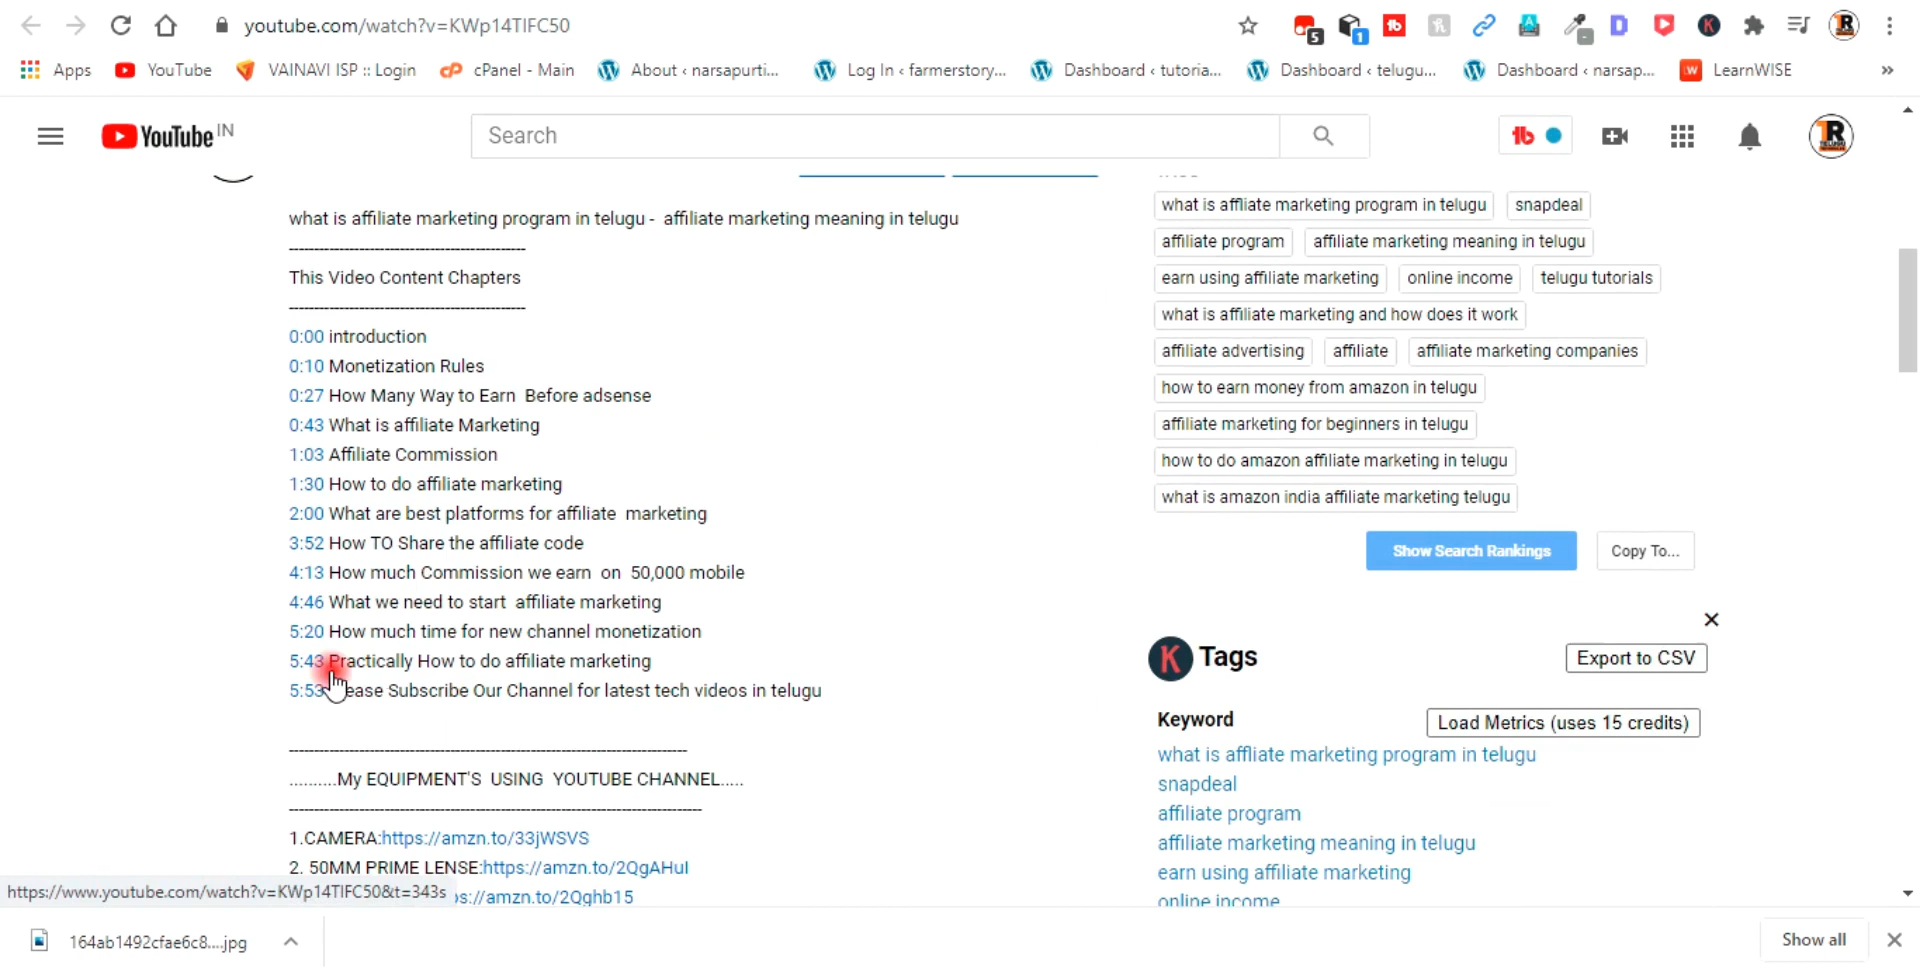 youtube.com/watch?v=KWp14TIFC50
5
1
Apps YouTube VAINAVI ISP :: Login cPanel - Main About ‹ narsapurti... Log In ‹ farmerstory... Dashboard ‹ tutoria... Dashboard ‹ telugu... Dashboard ‹ narsap... LearnWISE »
YouTube IN
Search
what is affiliate marketing program in telugu - affiliate marketing meaning in telugu
-----------------------------------------------
This Video Content Chapters
-----------------------------------------------
0:00 introduction
0:10 Monetization Rules
0:27 How Many Way to Earn Before adsense
0:43 What is affiliate Marketing
1:03 Affiliate Commission
1:30 How to do affiliate marketing
2:00 What are best platforms for affiliate marketing
3:52 How TO Share the affiliate code
4:13 How much Commission we earn on 50,000 mobile
4:46 What we need to start affiliate marketing
5:20 How much time for new channel monetization
5:43 Practically How to do affiliate marketing
5:53 ease Subscribe Our Channel for latest tech videos in telugu
--------------------------------------------------------------------------------
..........My EQUIPMENT'S USING YOUTUBE CHANNEL.....
-----------------------------------------------------------------------------------
1.CAMERA:https://amzn.to/33jWSVS
2. 50MM PRIME LENSE:https://amzn.to/2QgAHuI
ps://amzn.to/2Qghb15
https://www.youtube.com/watch?v=KWp14TIFC50&t=343s
what is affliate marketing program in telugu snapdeal
affiliate program affiliate marketing meaning in telugu
earn using affiliate marketing online income telugu tutorials
what is affiliate marketing and how does it work
affiliate advertising affiliate affiliate marketing companies
how to earn money from amazon in telugu
affiliate marketing for beginners in telugu
how to do amazon affiliate marketing in telugu
what is amazon india affiliate marketing telugu
Show Search Rankings Copy To...
K Tags Export to CSV
Keyword Load Metrics (uses 15 credits)
what is affliate marketing program in telugu
snapdeal
affiliate program
affiliate marketing meaning in telugu
earn using affiliate marketing
online income
164ab1492cfae6c8....jpg
Show all